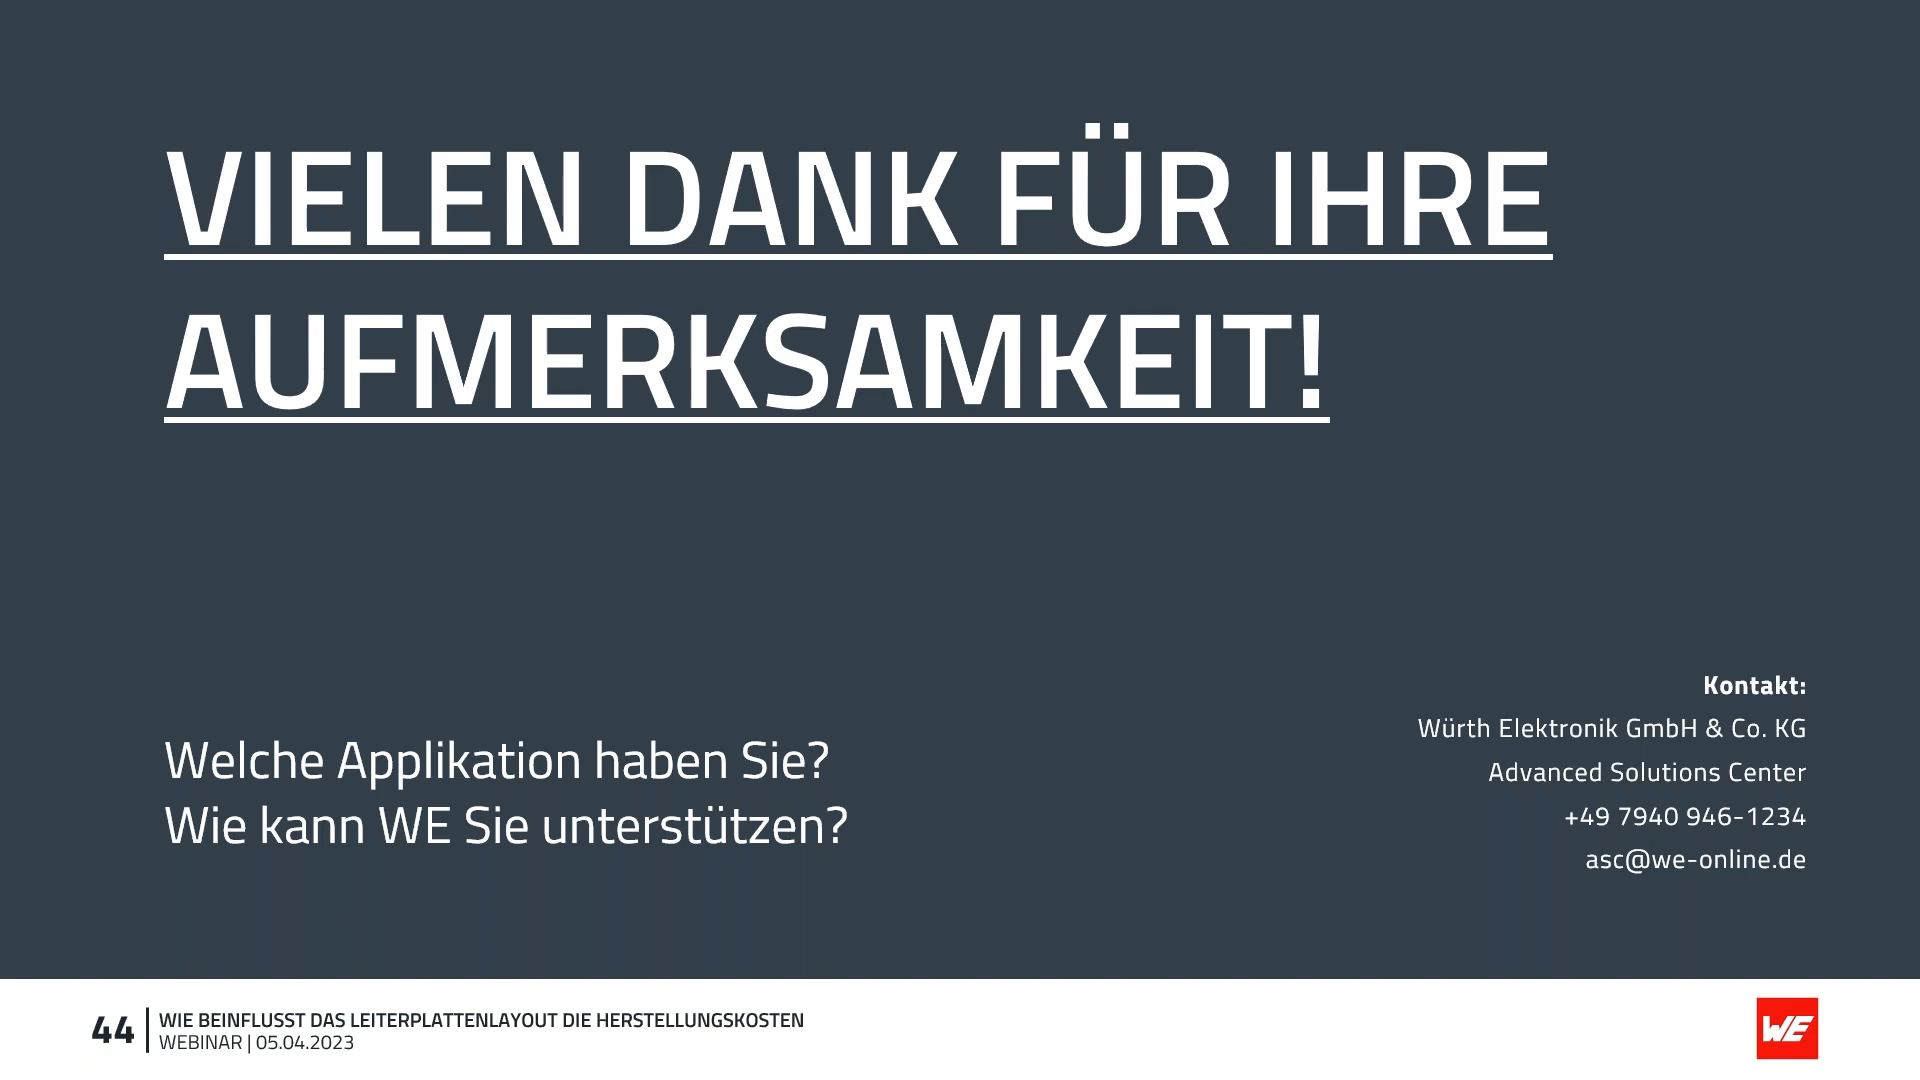 VIELEN DANK FÜR IHRE
AUFMERKSAMKEIT!
Welche Applikation haben Sie?
Wie kann WE Sie unterstützen?
Kontakt:
Würth Elektronik GmbH & Co. KG
Advanced Solutions Center
+49 7940 946-1234
asc@we-online.de
44
WIE BEINFLUSST DAS LEITERPLATTENLAYOUT DIE HERSTELLUNGSKOSTEN
WEBINAR | 05.04.2023
WE